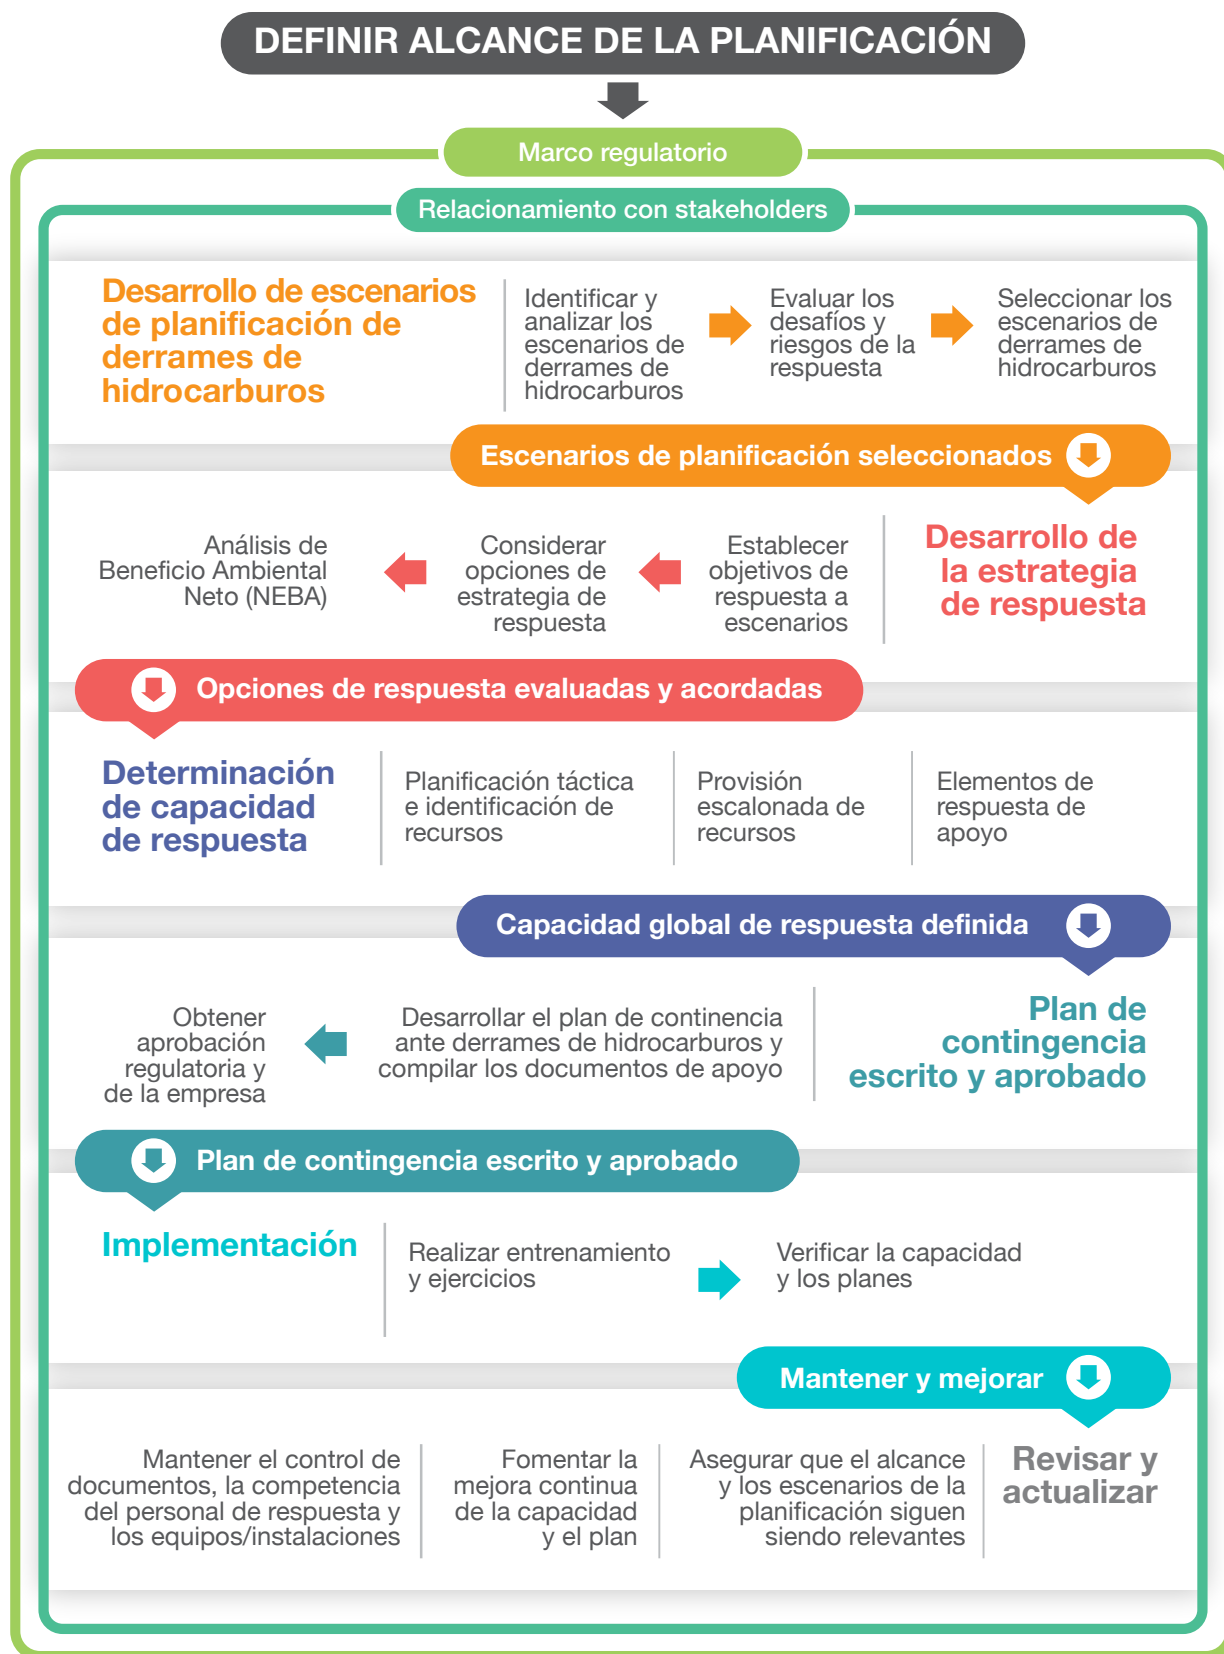 DEFINIR ALCANCE DE LA PLANIFICACIÓN
Marco regulatorio
Relacionamiento con stakeholders
Desarrollo de escenarios
de planificación de
derrames de
hidrocarburos
Identificar y
analizar los
escenarios de
derrames de
hidrocarburos
Evaluar los
desafíos y
riesgos de la
respuesta
Seleccionar los
escenarios de
derrames de
hidrocarburos
Escenarios de planificación seleccionados
Desarrollo de
la estrategia
de respuesta
Establecer
objetivos de
respuesta a
escenarios
Considerar
opciones de
estrategia de
respuesta
Análisis de
Beneficio Ambiental
Neto (NEBA)
Opciones de respuesta evaluadas y acordadas
Determinación
de capacidad
de respuesta
Planificación táctica
e identificación de
recursos
Provisión
escalonada de
recursos
Elementos de
respuesta de
apoyo
Capacidad global de respuesta definida
Plan de
contingencia
escrito y aprobado
Desarrollar el plan de continencia
ante derrames de hidrocarburos y
compilar los documentos de apoyo
Obtener
aprobación
regulatoria y
de la empresa
Plan de contingencia escrito y aprobado
Implementación
Realizar entrenamiento
y ejercicios
Verificar la capacidad
y los planes
Mantener y mejorar
Revisar y
actualizar
Asegurar que el alcance
y los escenarios de la
planificación siguen
siendo relevantes
Fomentar la
mejora continua
de la capacidad
y el plan
Mantener el control de
documentos, la competencia
del personal de respuesta y
los equipos/instalaciones